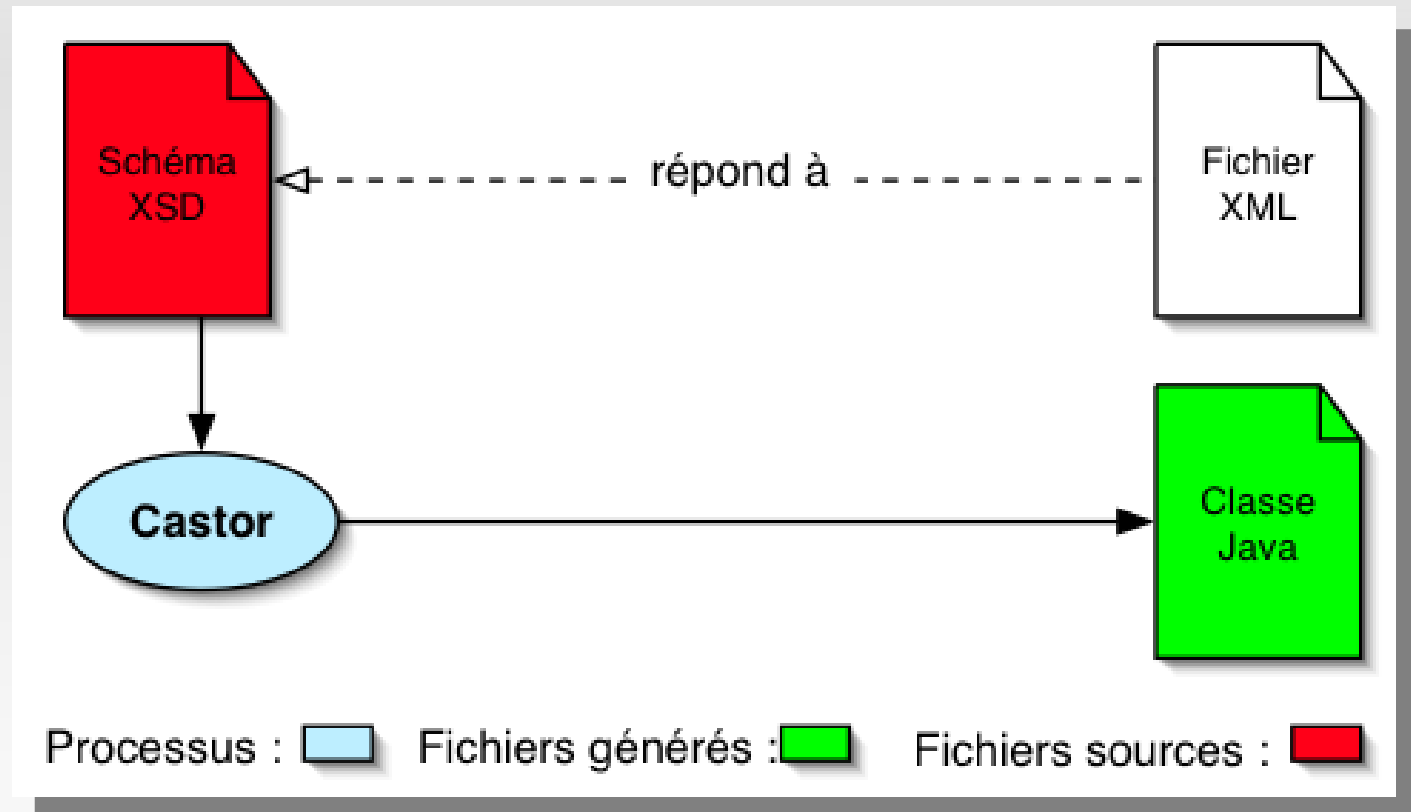 Schéma
XSD
répond à
Fichier
XML
Castor
Classe
Java
Processus :
Fichiers générés :
Fichiers sources :